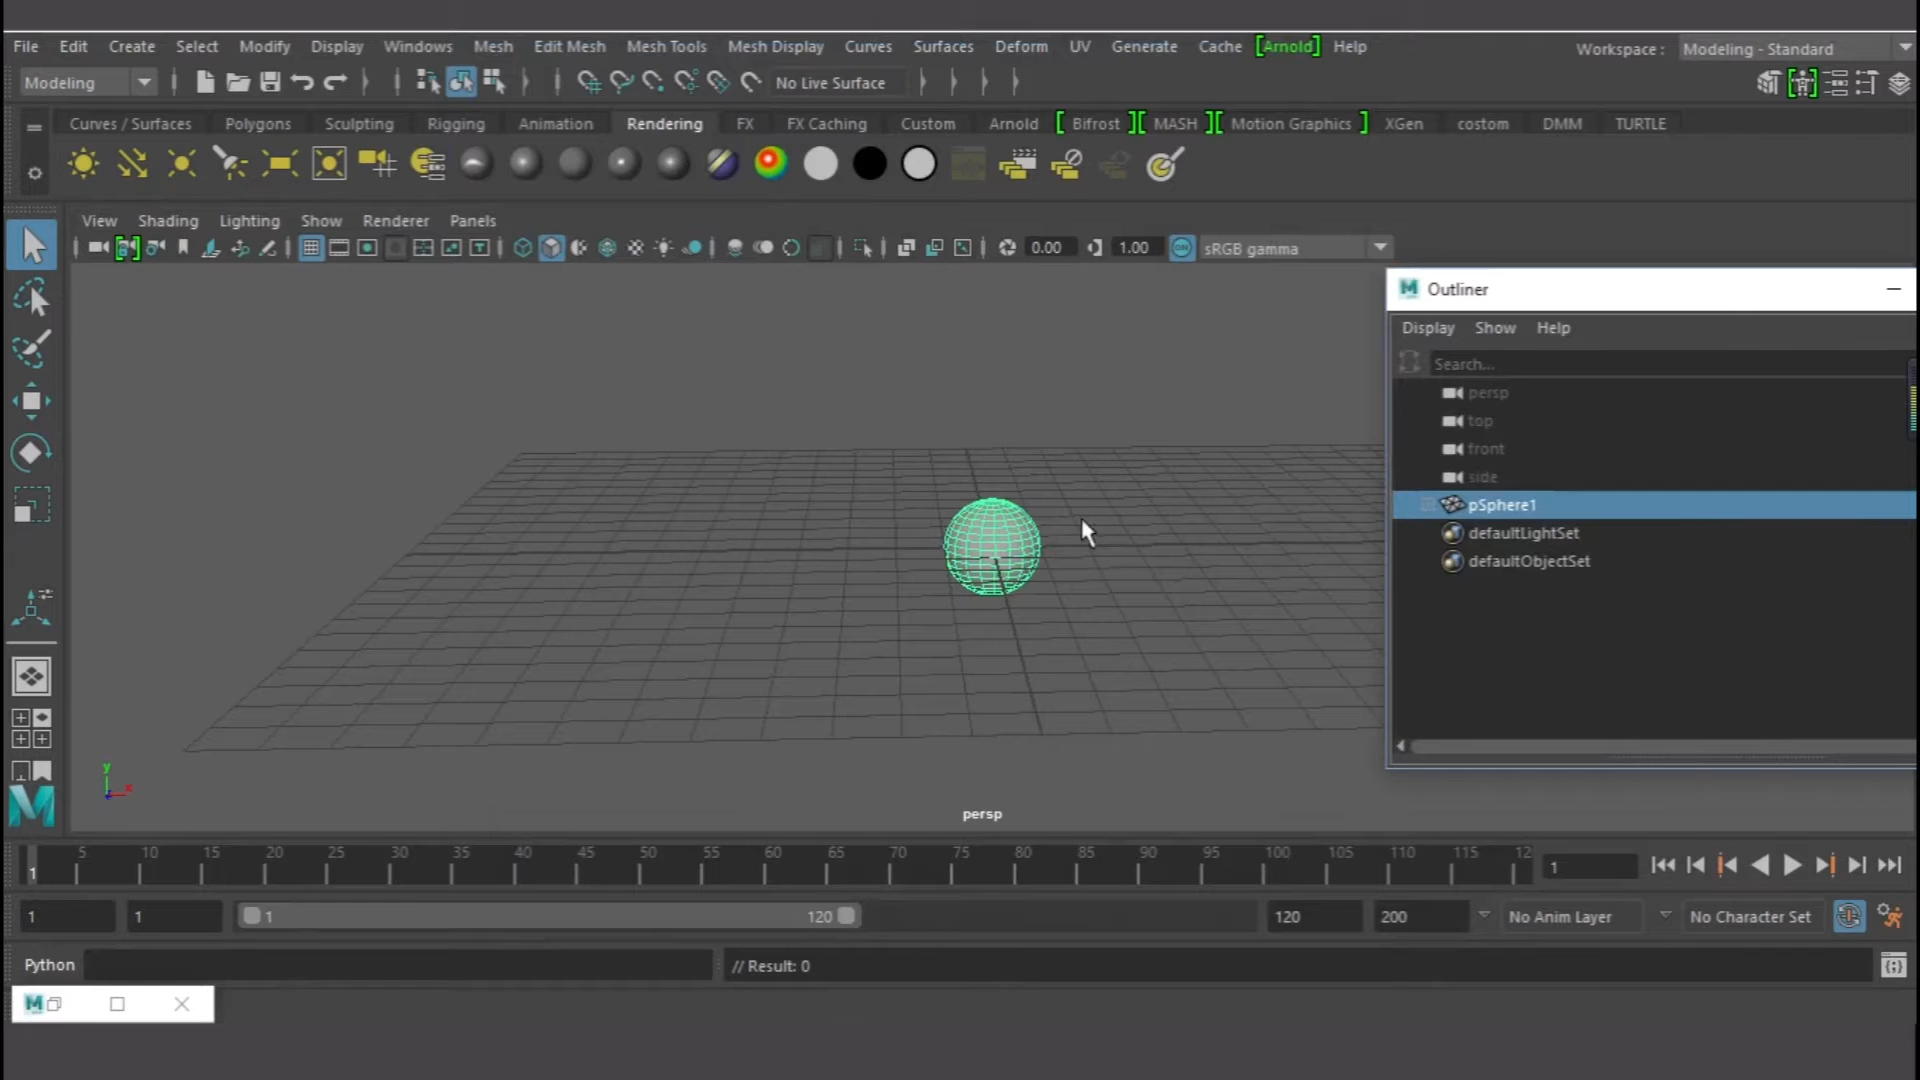 File Edit Create Select Modify Display Windows Mesh Edit Mesh Mesh Tools Mesh Display Curves Surfaces Deform UV Generate Cache [Arnold] Help Workspace : Modeling - Standard
Modeling No Live Surface
Curves / Surfaces Polygons Sculpting Rigging Animation Rendering FX FX Caching Custom Arnold [ Bifrost ][ MASH ][ Motion Graphics ] XGen costom DMM TURTLE
View Shading Lighting Show Renderer Panels
0.00 1.00 ON sRGB gamma
M Outliner
Display Show Help
Search...
persp
top
front
side
pSphere1
defaultLightSet
defaultObjectSet
y
x
M
persp
5 10 15 20 25 30 35 40 45 50 55 60 65 70 75 80 85 90 95 100 105 110 115 12
1 1
1 1 1 120 120 200 No Anim Layer No Character Set
Python // Result: 0
M